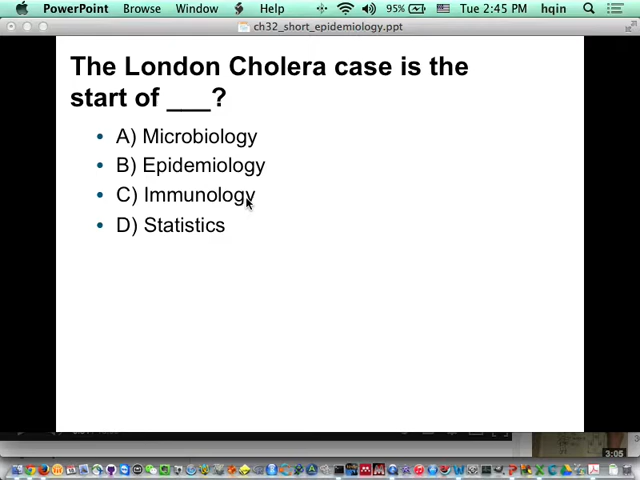 PowerPoint Browse Window Help 95% Tue 2:45 PM hqin
ch32_short_epidemiology.ppt
The London Cholera case is the
start of ___?
• A) Microbiology
• B) Epidemiology
• C) Immunology
• D) Statistics
3:05